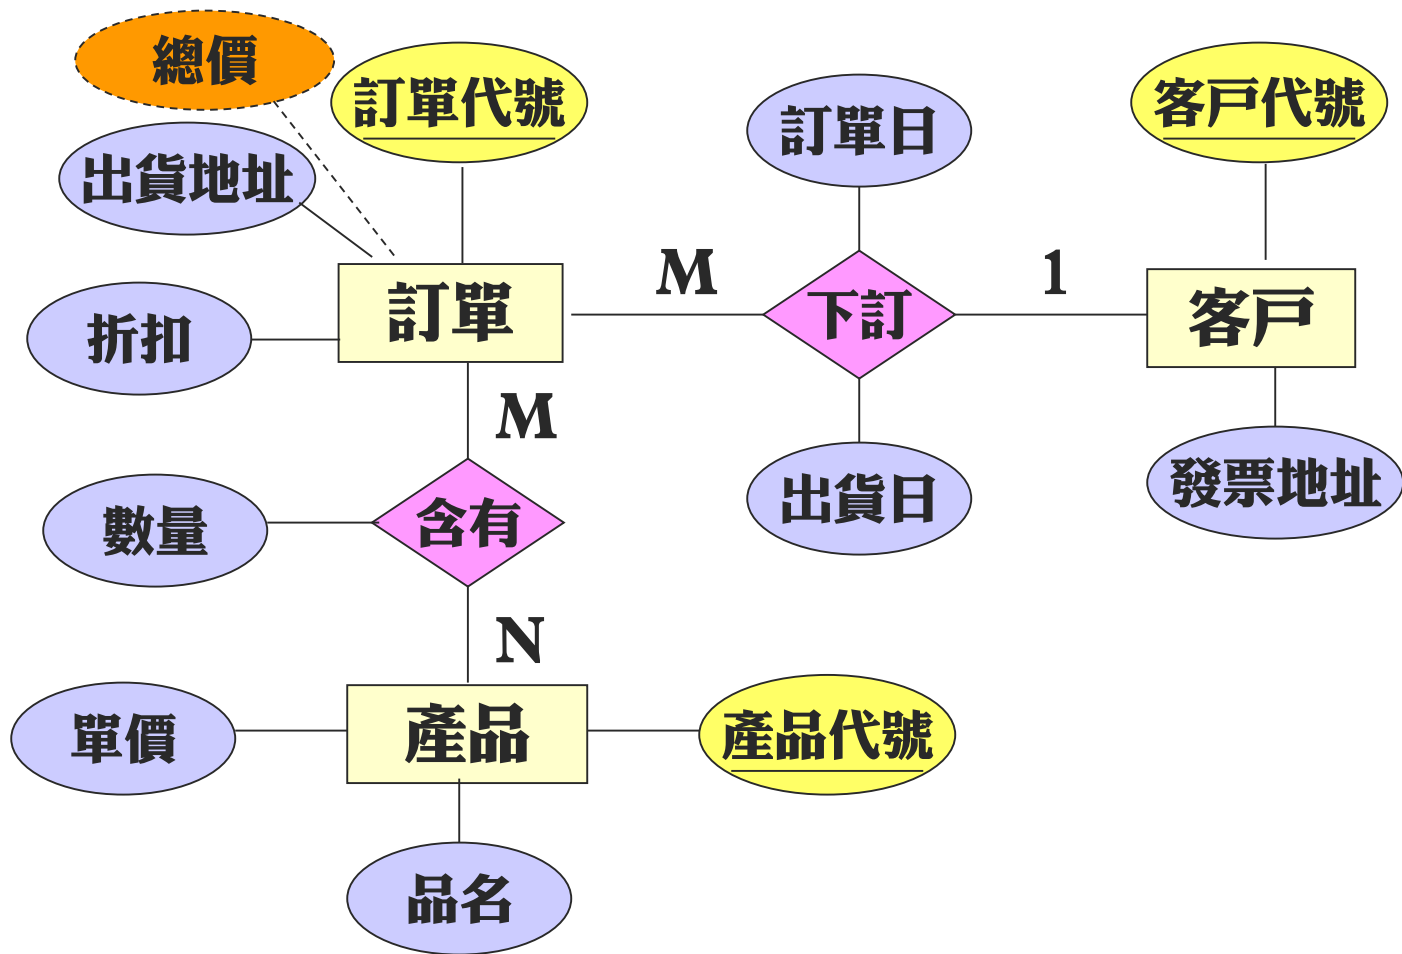 總價
訂單代號
訂單日
客戶代號
出貨地址
M
1
訂單
下訂
客戶
折扣
M
出貨日
發票地址
數量
含有
N
單價
產品
產品代號
品名